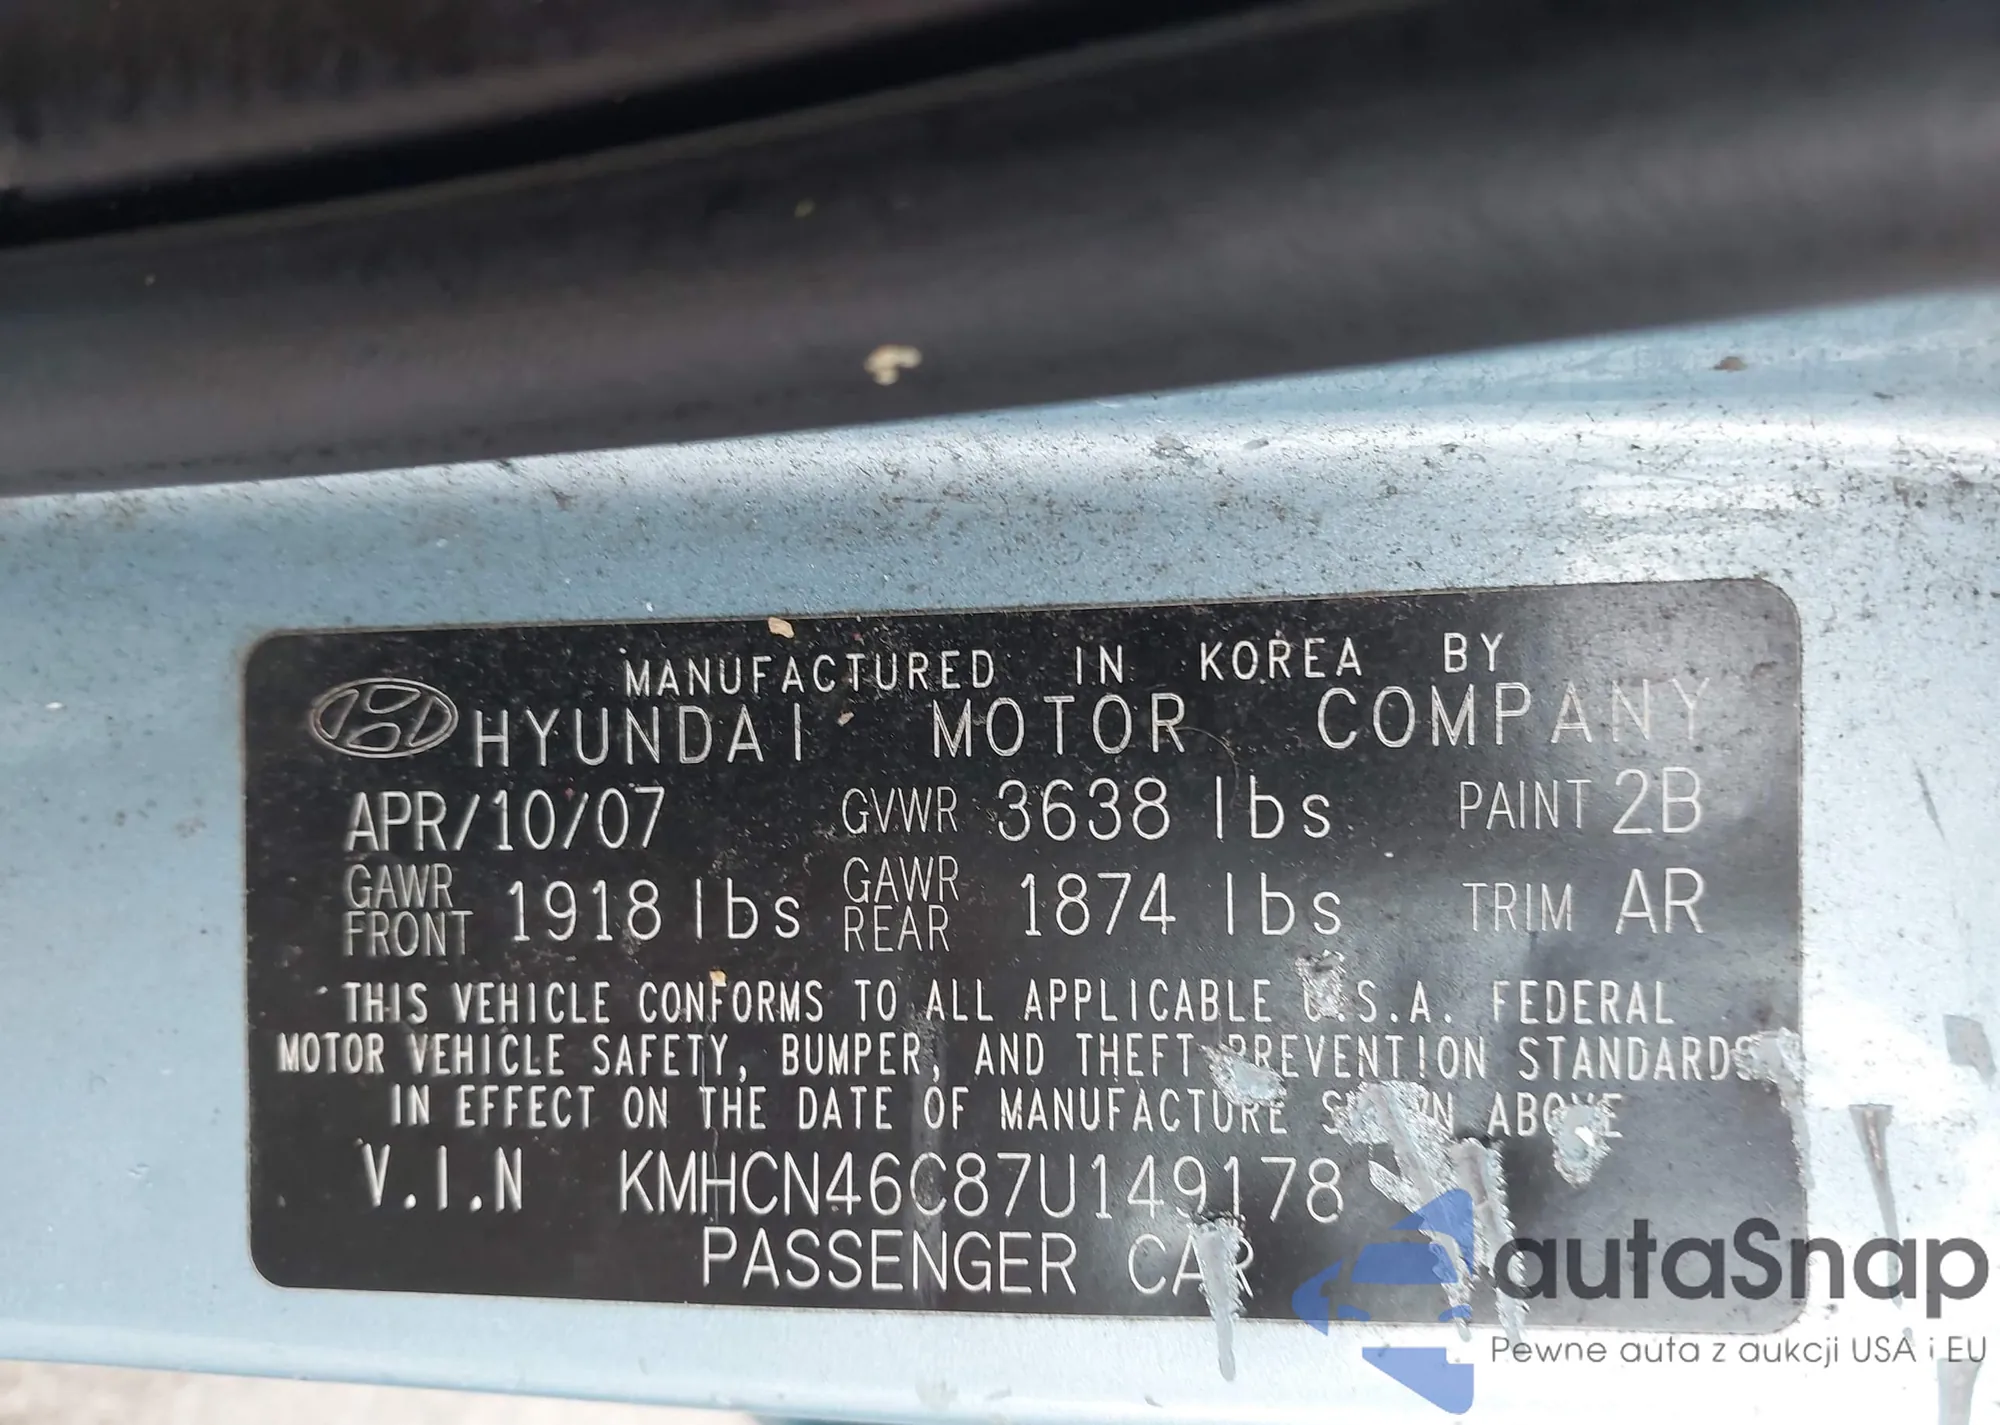 MANUFACTURED IN KOREA BY
HYUNDAI MOTOR COMPANY
APR/10/07 GVWR 3638 lbs PAINT 2B
GAWR FRONT 1918 lbs GAWR REAR 1874 lbs TRIM AR
THIS VEHICLE CONFORMS TO ALL APPLICABLE U.S.A. FEDERAL
MOTOR VEHICLE SAFETY, BUMPER, AND THEFT PREVENTION STANDARDS
IN EFFECT ON THE DATE OF MANUFACTURE SHOWN ABOVE
V.I.N KMHCN46C87U149178
PASSENGER CAR
autaSnap
Pewne auta z aukcji USA i EU